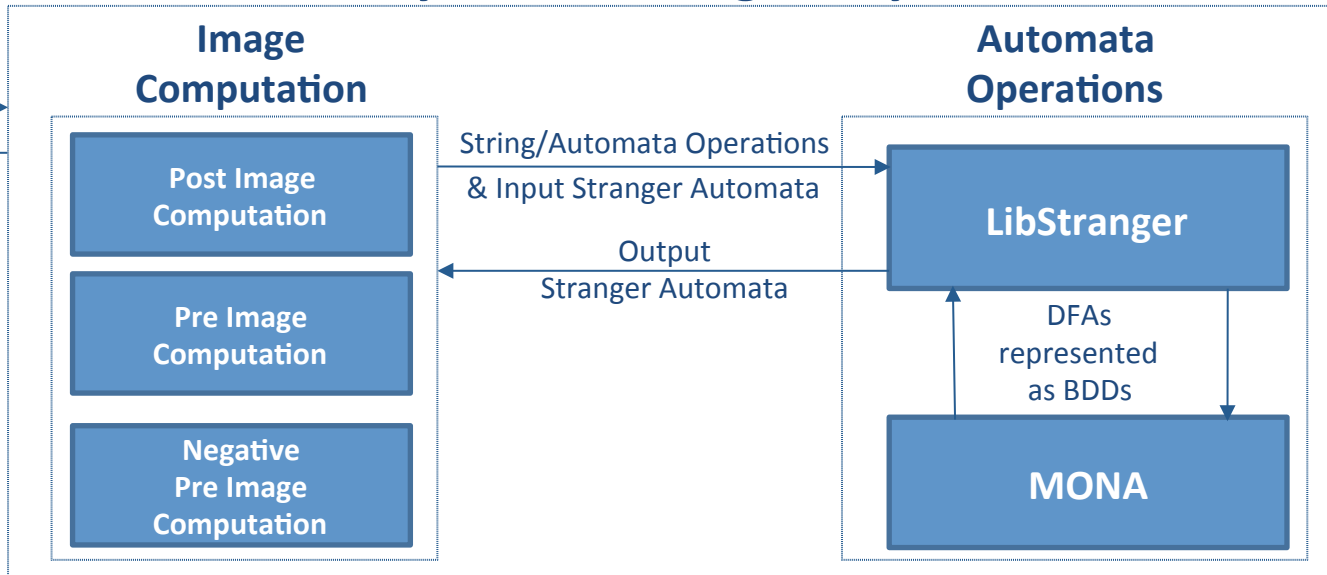 Image
Computation
Post Image
Computation
Pre Image
Computation
Negative
Pre Image
Computation
String/Automata Operations
& Input Stranger Automata
Output
Stranger Automata
Automata
Operations
LibStranger
DFAs
represented
as BDDs
MONA